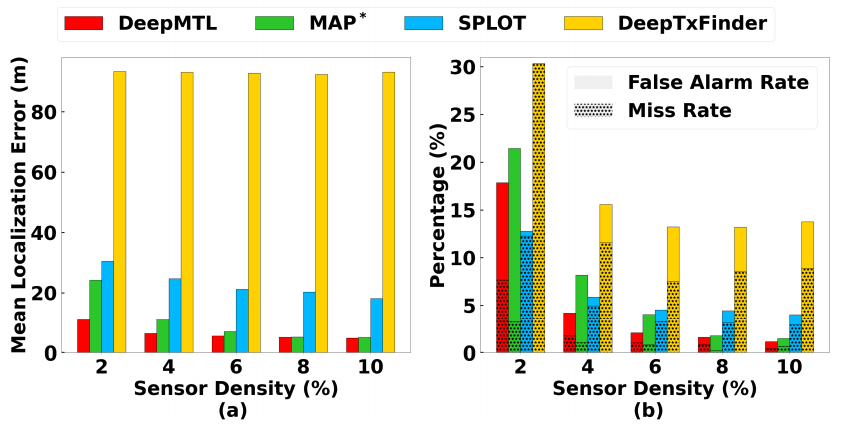 DeepMTL MAP* SPLOT DeepTxFinder
Mean Localization Error (m)
80
60
40
20
0
2 4 6 8 10
Sensor Density (%)
(a)
Percentage (%)
30
25
20
15
10
5
0
False Alarm Rate
Miss Rate
2 4 6 8 10
Sensor Density (%)
(b)